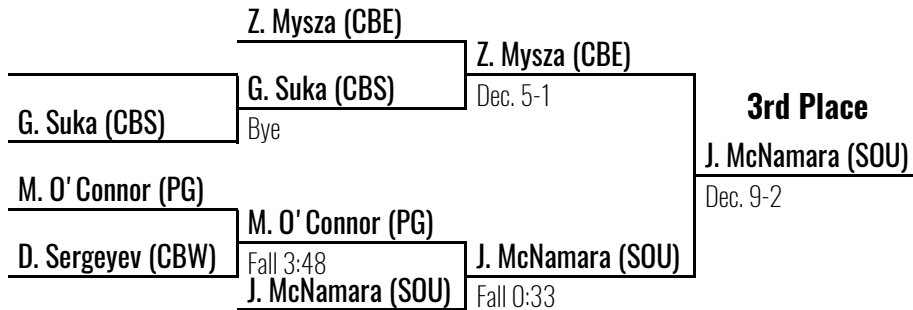 Z. Mysza (CBE)
Z. Mysza (CBE)
G. Suka (CBS)
Dec. 5-1
3rd Place
G. Suka (CBS)
Bye
J. McNamara (SOU)
M. O'Connor (PG)
Dec. 9-2
M. O'Connor (PG)
D. Sergeyev (CBW)
Fall 3:48
J. McNamara (SOU)
J. McNamara (SOU)
Fall 0:33